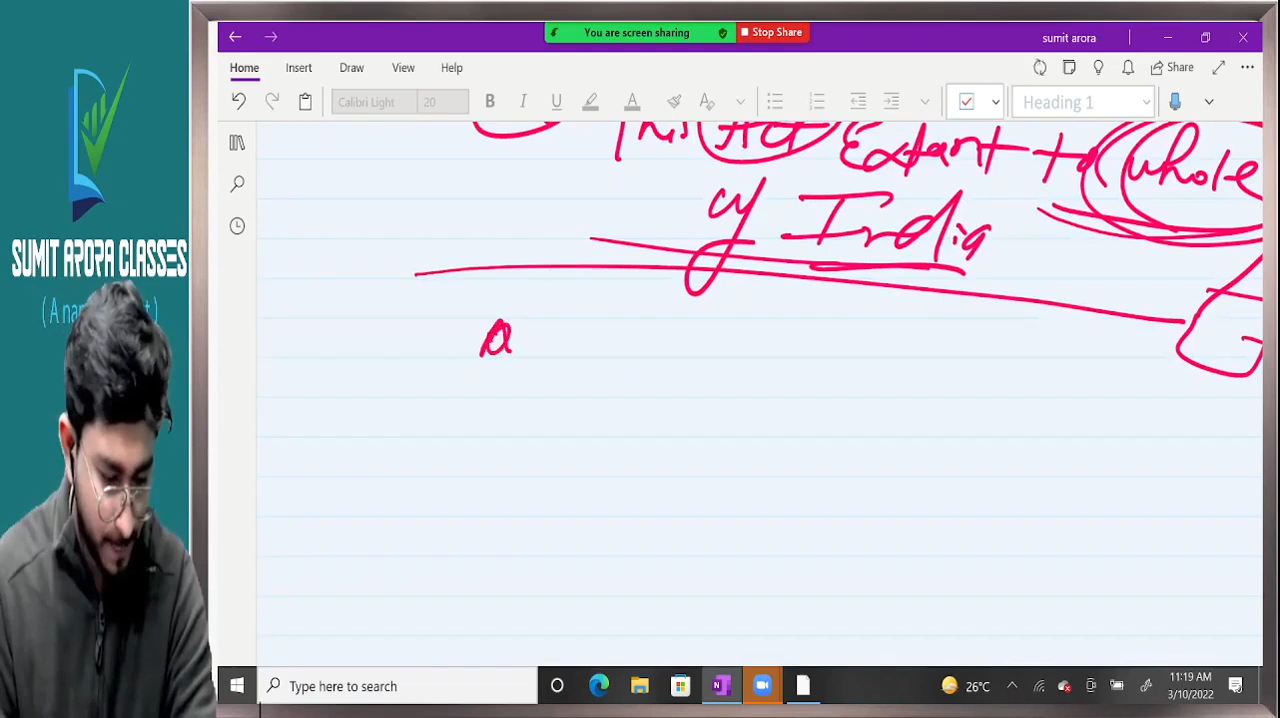 You are screen sharing
Stop Share
sumit arora
Home
Insert
Draw
View
Help
Share
Calibri Light
20
B
I
U
A
Heading 1
This Act Extant to Whole
of India
a
SUMIT ARORA CLASSES
( A na t )
Type here to search
26°C
11:19 AM
3/10/2022